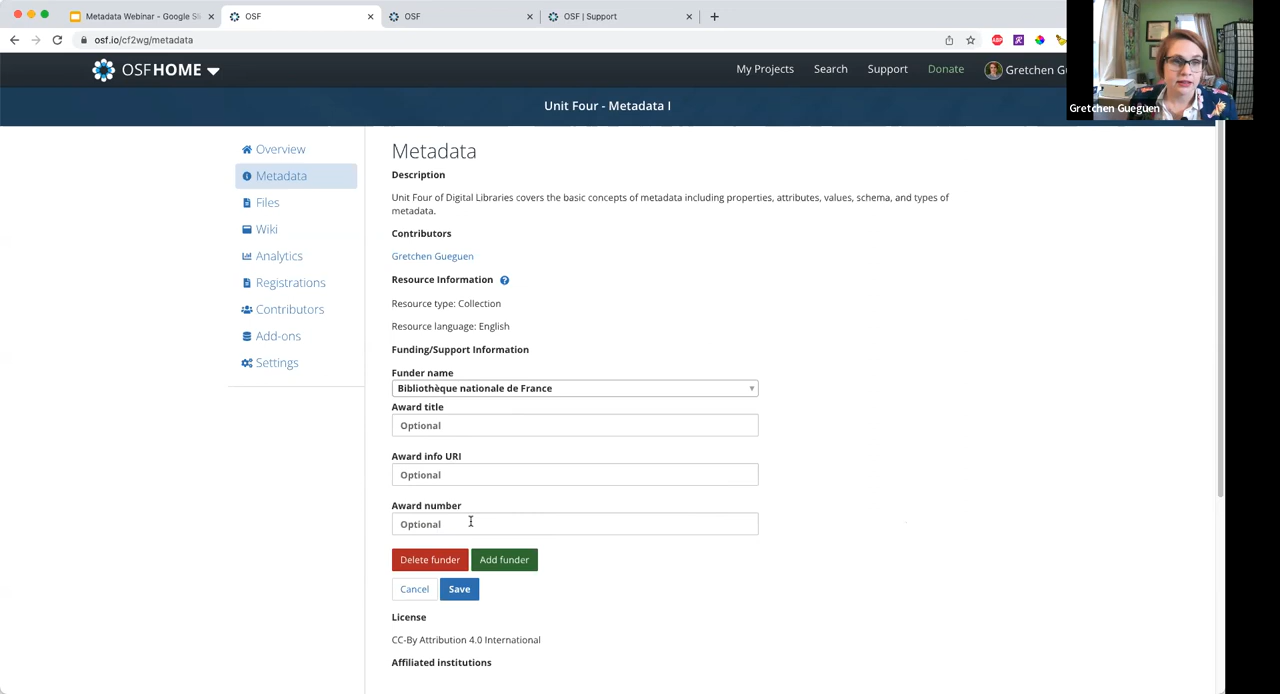 Metadata Webinar - Google Sli
OSF
OSF
OSF | Support
osf.io/cf2wg/metadata
ABP
OSFHOME
My Projects
Search
Support
Donate
Gretchen Gu
Gretchen Gueguen
Unit Four - Metadata I
Overview
Metadata
Files
Wiki
Analytics
Registrations
Contributors
Add-ons
Settings
Metadata
Description
Unit Four of Digital Libraries covers the basic concepts of metadata including properties, attributes, values, schema, and types of
metadata.
Contributors
Gretchen Gueguen
Resource Information ?
Resource type: Collection
Resource language: English
Funding/Support Information
Funder name
Bibliothèque nationale de France
Award title
Optional
Award info URI
Optional
Award number
Optional
Delete funder
Add funder
Cancel
Save
License
CC-By Attribution 4.0 International
Affiliated institutions